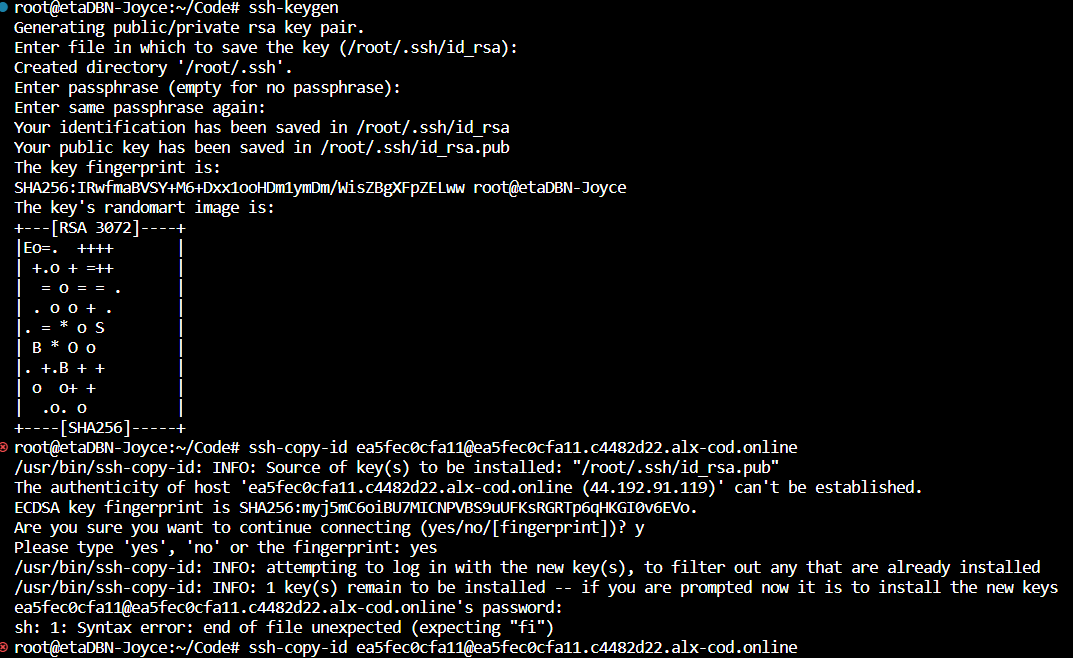 root@etaDBN-Joyce:~/Code# ssh-keygen
Generating public/private rsa key pair.
Enter file in which to save the key (/root/.ssh/id_rsa):
Created directory '/root/.ssh'.
Enter passphrase (empty for no passphrase):
Enter same passphrase again:
Your identification has been saved in /root/.ssh/id_rsa
Your public key has been saved in /root/.ssh/id_rsa.pub
The key fingerprint is:
SHA256:IRwfmaBVSY+M6+Dxx1ooHDm1ymDm/WisZBgXFpZELww root@etaDBN-Joyce
The key's randomart image is:
+---[RSA 3072]----+
|Eo=.  ++++       |
| +.o + =++       |
|  = o = = .      |
| . o o + .       |
|. = * o S        |
| B * O o         |
|. +.B + +        |
| o  o+ +         |
|  .o. o          |
+----[SHA256]-----+
root@etaDBN-Joyce:~/Code# ssh-copy-id ea5fec0cfa11@ea5fec0cfa11.c4482d22.alx-cod.online
/usr/bin/ssh-copy-id: INFO: Source of key(s) to be installed: "/root/.ssh/id_rsa.pub"
The authenticity of host 'ea5fec0cfa11.c4482d22.alx-cod.online (44.192.91.119)' can't be established.
ECDSA key fingerprint is SHA256:myj5mC6oiBU7MICNPVBS9uUFKsRGRTp6qHKGI0v6EVo.
Are you sure you want to continue connecting (yes/no/[fingerprint])? y
Please type 'yes', 'no' or the fingerprint: yes
/usr/bin/ssh-copy-id: INFO: attempting to log in with the new key(s), to filter out any that are already installed
/usr/bin/ssh-copy-id: INFO: 1 key(s) remain to be installed -- if you are prompted now it is to install the new keys
ea5fec0cfa11@ea5fec0cfa11.c4482d22.alx-cod.online's password:
sh: 1: Syntax error: end of file unexpected (expecting "fi")
root@etaDBN-Joyce:~/Code# ssh-copy-id ea5fec0cfa11@ea5fec0cfa11.c4482d22.alx-cod.online